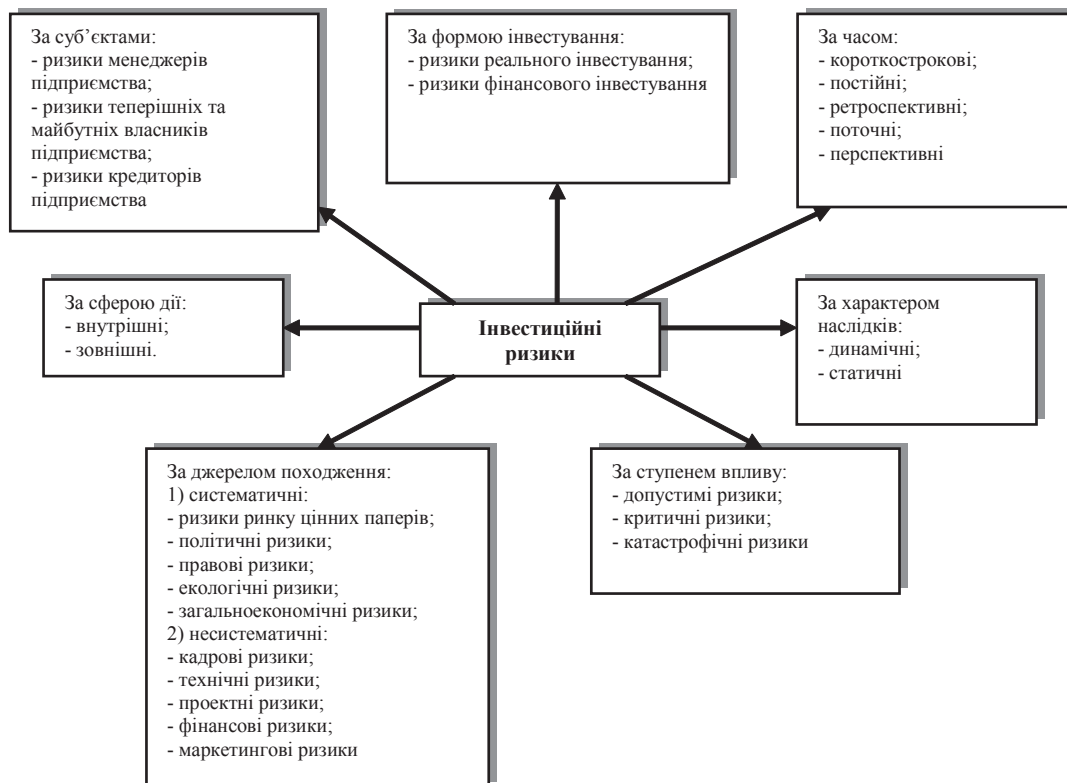 За суб’єктами:
- ризики менеджерів
підприємства;
- ризики теперішніх та
майбутніх власників
підприємства;
- ризики кредиторів
підприємства
За формою інвестування:
- ризики реального інвестування;
- ризики фінансового інвестування
За часом:
- короткострокові;
- постійні;
- ретроспективні;
- поточні;
- перспективні
За сферою дії:
- внутрішні;
- зовнішні.
Інвестиційні
ризики
За характером
наслідків:
- динамічні;
- статичні
За джерелом походження:
1) систематичні:
- ризики ринку цінних паперів;
- політичні ризики;
- правові ризики;
- екологічні ризики;
- загальноекономічні ризики;
2) несистематичні:
- кадрові ризики;
- технічні ризики;
- проектні ризики;
- фінансові ризики;
- маркетингові ризики
За ступенем впливу:
- допустимі ризики;
- критичні ризики;
- катастрофічні ризики